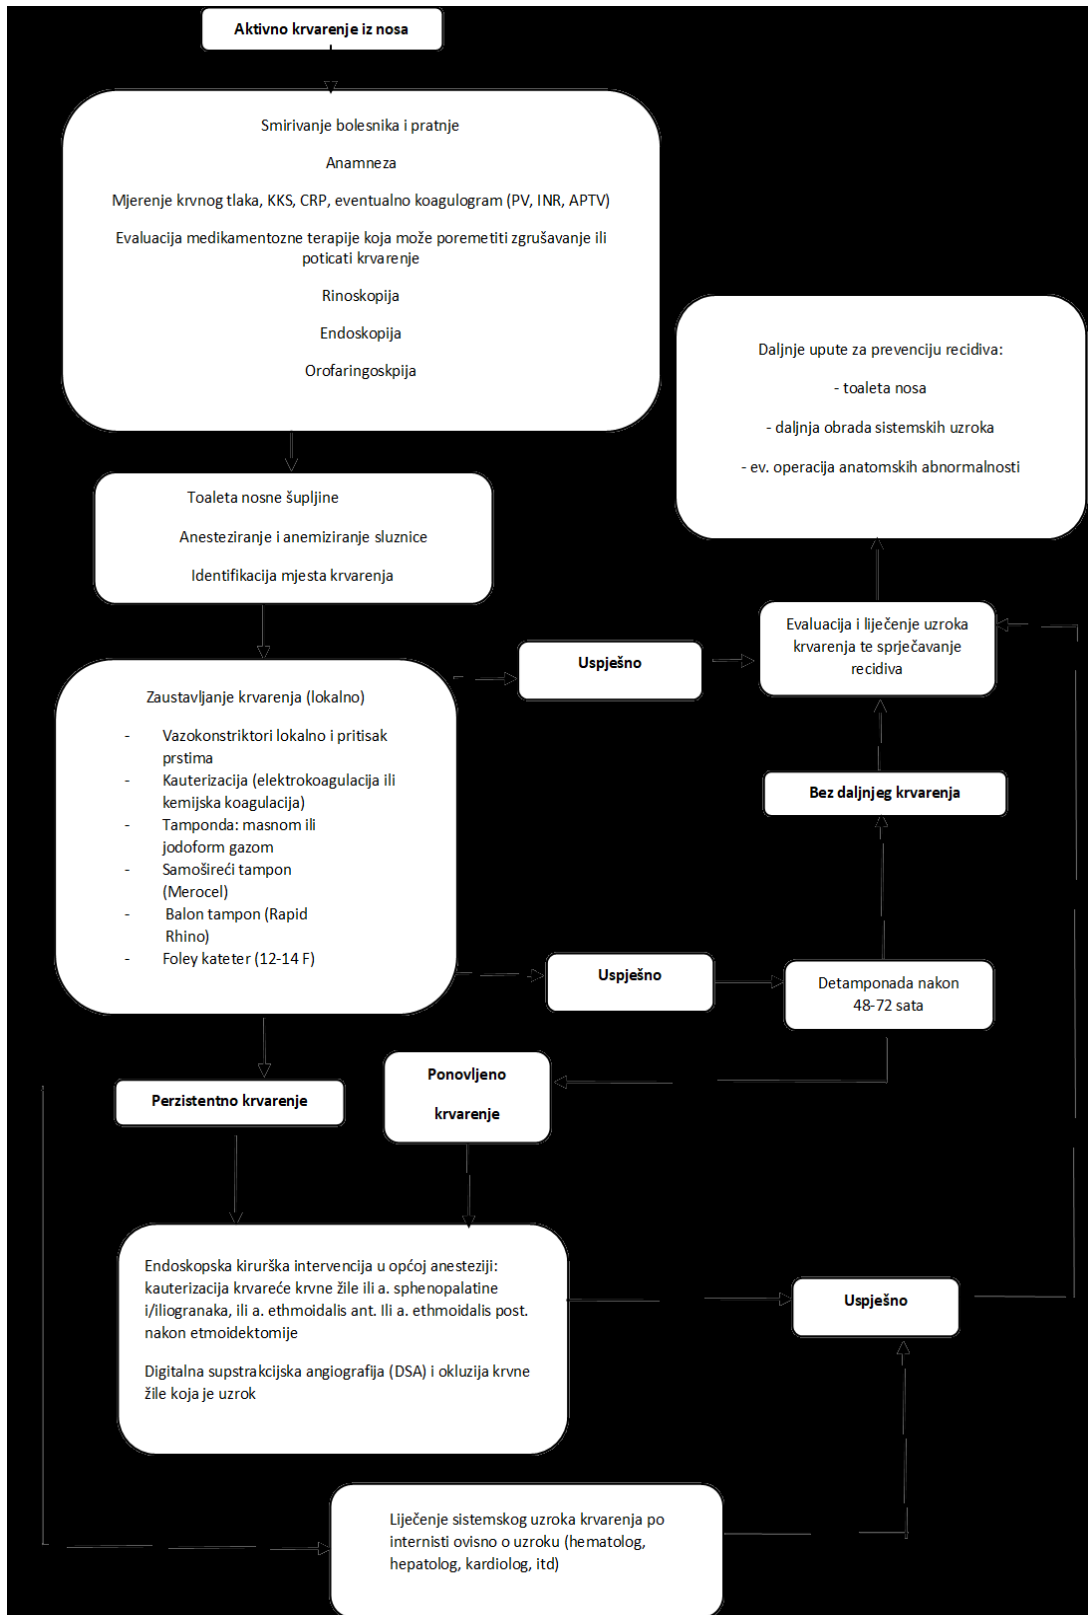 Aktivno krvarenje iz nosa
Smirivanje bolesnika i pratnje
Anamneza
Mjerenje krvnog tlaka, KKS, CRP, eventualno koagulogram (PV, INR, APTV)
Evaluacija medikamentozne terapije koja može poremetiti zgrušavanje ili
poticati krvarenje
Rinoskopija
Endoskopija
Orofaringoskpija
Daljnje upute za prevenciju recidiva:
- toaleta nosa
- daljnja obrada sistemskih uzroka
- ev. operacija anatomskih abnormalnosti
Toaleta nosne šupljine
Anesteziranje i anemiziranje sluznice
Identifikacija mjesta krvarenja
Evaluacija i liječenje uzroka
krvarenja te sprječavanje
recidiva
Uspješno
Zaustavljanje krvarenja (lokalno)
- Vazokonstriktori lokalno i pritisak
prstima
- Kauterizacija (elektrokoagulacija ili
kemijska koagulacija)
- Tamponda: masnom ili
jodoform gazom
- Samošireći tampon
(Merocel)
- Balon tampon (Rapid
Rhino)
- Foley kateter (12-14 F)
Bez daljnjeg krvarenja
Uspješno
Detamponada nakon
48-72 sata
Perzistentno krvarenje
Ponovljeno
krvarenje
Endoskopska kirurška intervencija u općoj anesteziji:
kauterizacija krvareće krvne žile ili a. sphenopalatine
i/iliogranaka, ili a. ethmoidalis ant. Ili a. ethmoidalis post.
nakon etmoidektomije
Digitalna supstrakcijska angiografija (DSA) i okluzija krvne
žile koja je uzrok
Uspješno
Liječenje sistemskog uzroka krvarenja po
internisti ovisno o uzroku (hematolog,
hepatolog, kardiolog, itd)